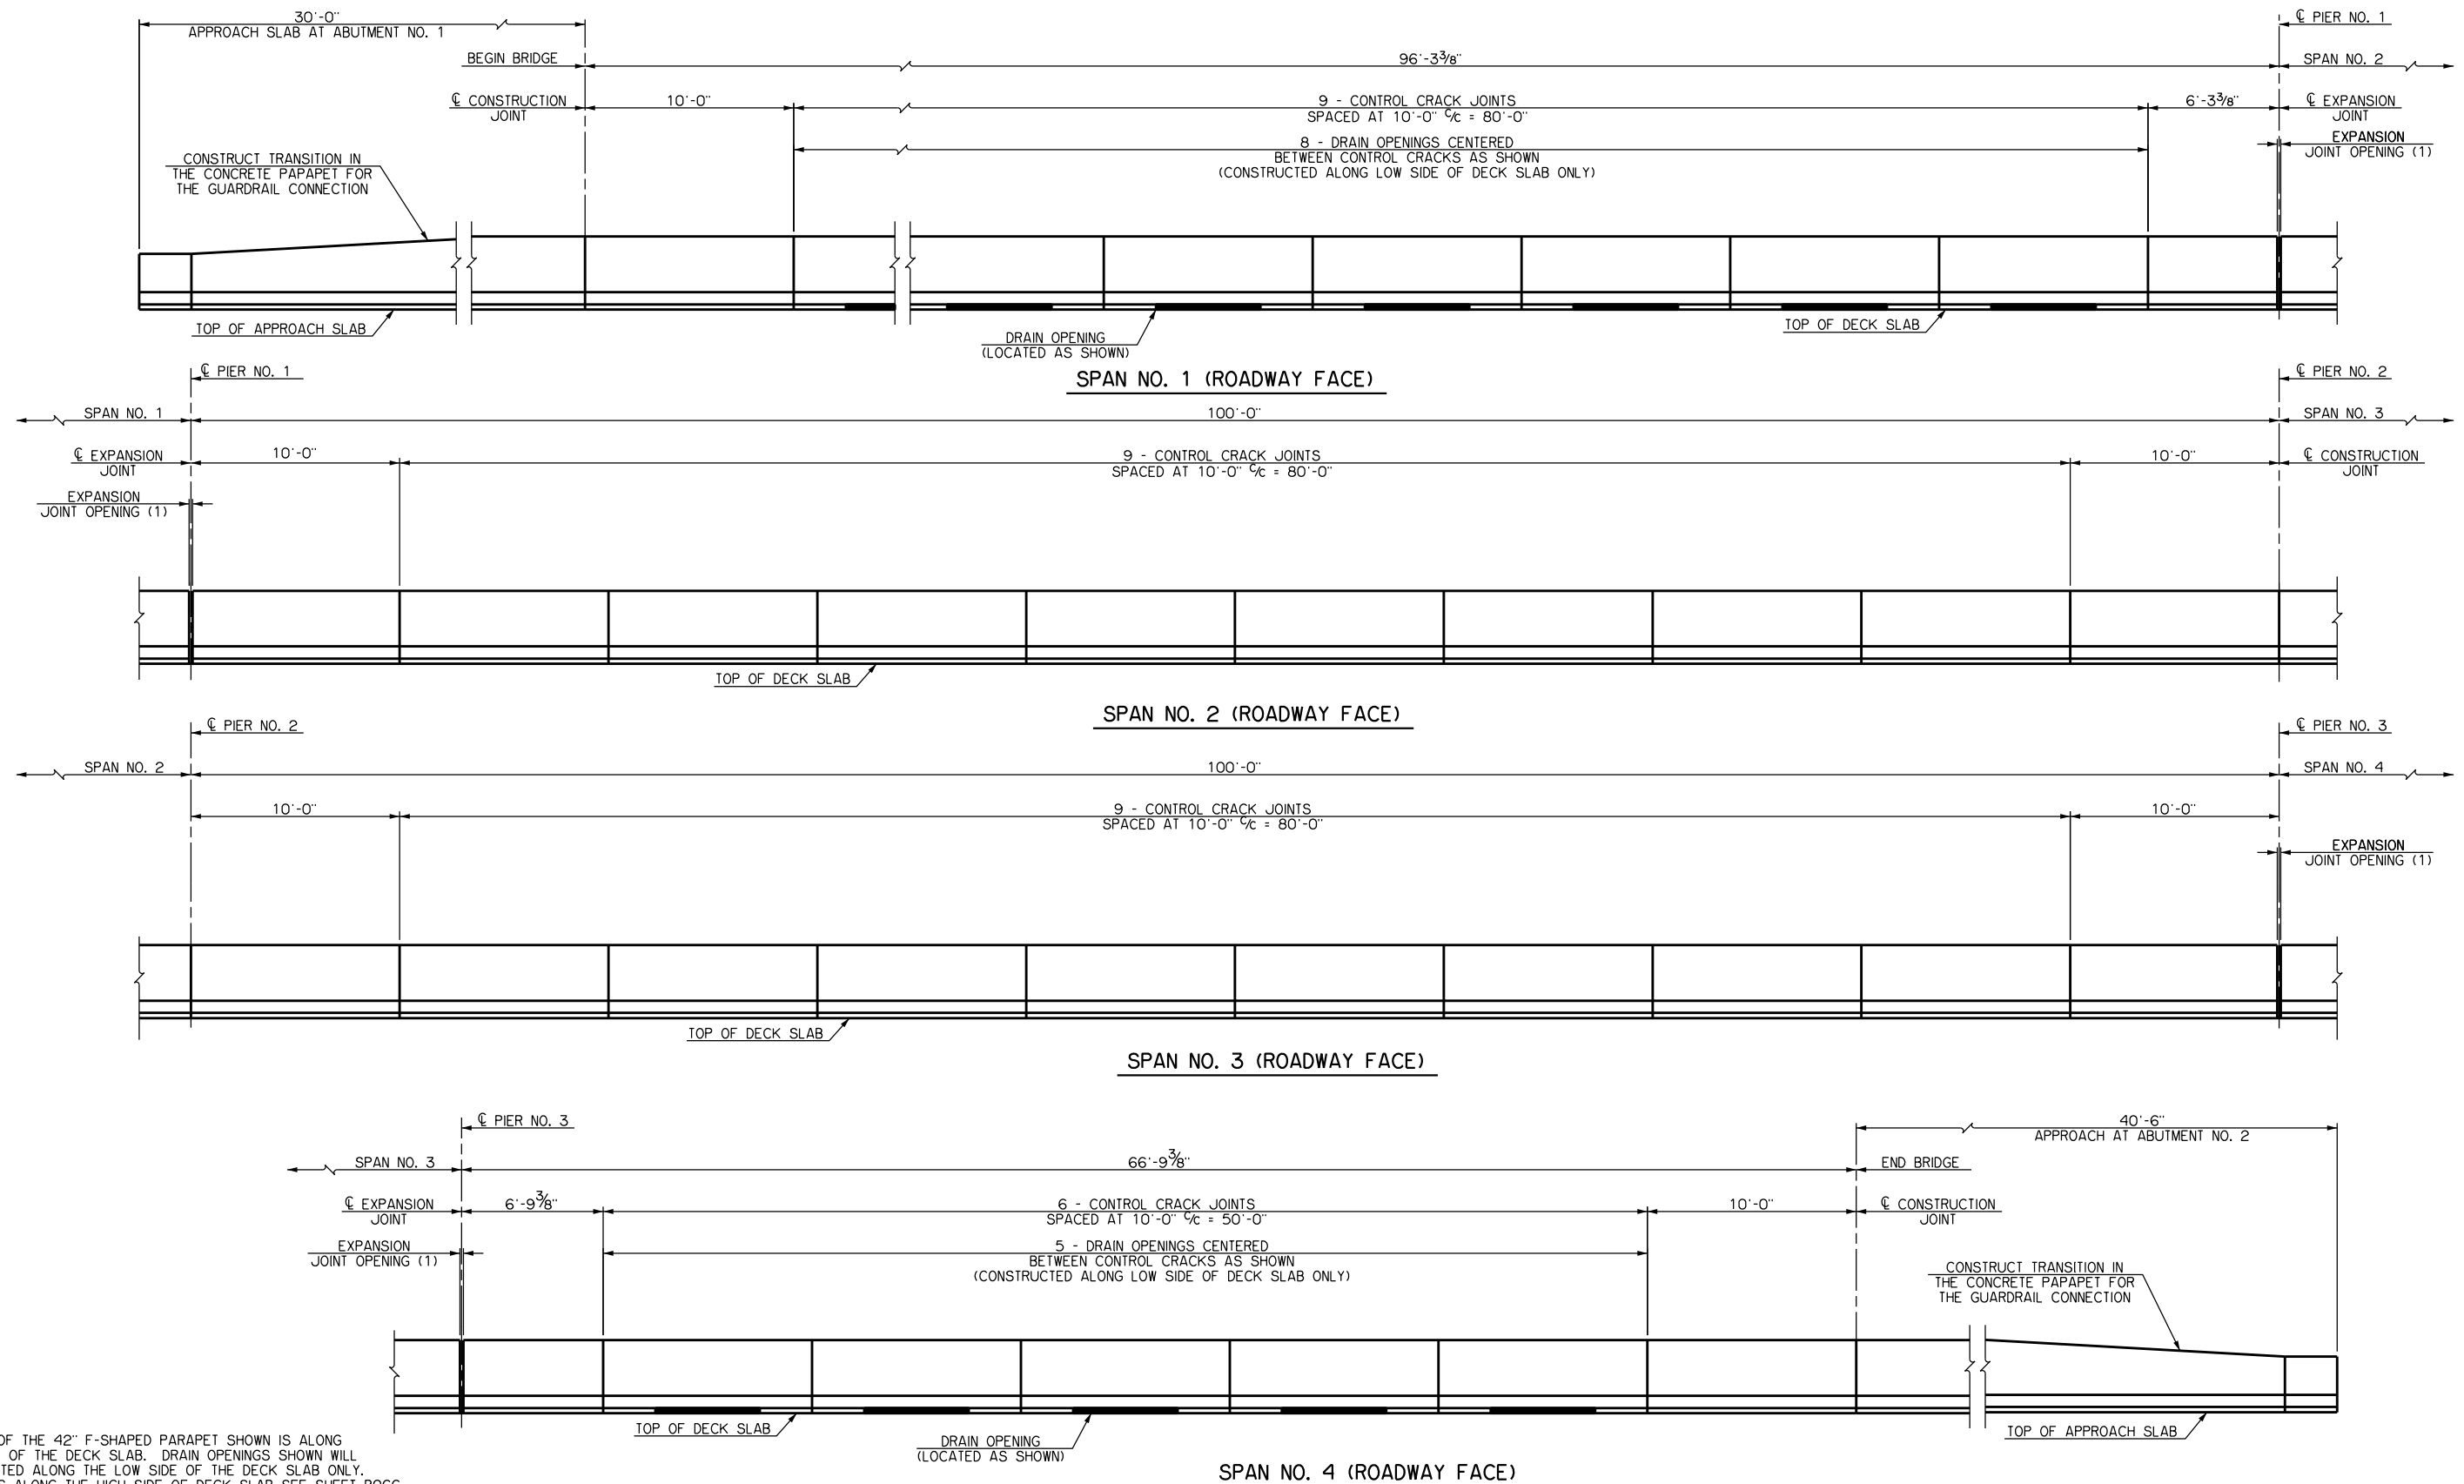 30'-0"
APPROACH SLAB AT ABUTMENT NO. 1
℄ PIER NO. 1
BEGIN BRIDGE
96'-3⅜"
SPAN NO. 2
℄ CONSTRUCTION
JOINT
10'-0"
9 - CONTROL CRACK JOINTS
SPACED AT 10'-0" C/C = 80'-0"
6'-3⅜"
℄ EXPANSION
JOINT
8 - DRAIN OPENINGS CENTERED
BETWEEN CONTROL CRACKS AS SHOWN
(CONSTRUCTED ALONG LOW SIDE OF DECK SLAB ONLY)
EXPANSION
JOINT OPENING (1)
CONSTRUCT TRANSITION IN
THE CONCRETE PAPAPET FOR
THE GUARDRAIL CONNECTION
TOP OF APPROACH SLAB
DRAIN OPENING
(LOCATED AS SHOWN)
TOP OF DECK SLAB
SPAN NO. 1 (ROADWAY FACE)
℄ PIER NO. 1
℄ PIER NO. 2
SPAN NO. 1
100'-0"
SPAN NO. 3
℄ EXPANSION
JOINT
10'-0"
9 - CONTROL CRACK JOINTS
SPACED AT 10'-0" C/C = 80'-0"
10'-0"
℄ CONSTRUCTION
JOINT
EXPANSION
JOINT OPENING (1)
TOP OF DECK SLAB
SPAN NO. 2 (ROADWAY FACE)
℄ PIER NO. 2
℄ PIER NO. 3
SPAN NO. 2
100'-0"
SPAN NO. 4
10'-0"
9 - CONTROL CRACK JOINTS
SPACED AT 10'-0" C/C = 80'-0"
10'-0"
EXPANSION
JOINT OPENING (1)
TOP OF DECK SLAB
SPAN NO. 3 (ROADWAY FACE)
℄ PIER NO. 3
40'-6"
APPROACH AT ABUTMENT NO. 2
SPAN NO. 3
66'-9⅜"
END BRIDGE
℄ EXPANSION
JOINT
6'-9⅜"
6 - CONTROL CRACK JOINTS
SPACED AT 10'-0" C/C = 50'-0"
10'-0"
℄ CONSTRUCTION
JOINT
EXPANSION
JOINT OPENING (1)
5 - DRAIN OPENINGS CENTERED
BETWEEN CONTROL CRACKS AS SHOWN
(CONSTRUCTED ALONG LOW SIDE OF DECK SLAB ONLY)
CONSTRUCT TRANSITION IN
THE CONCRETE PAPAPET FOR
THE GUARDRAIL CONNECTION
TOP OF DECK SLAB
DRAIN OPENING
(LOCATED AS SHOWN)
TOP OF APPROACH SLAB
SPAN NO. 4 (ROADWAY FACE)
OF THE 42" F-SHAPED PARAPET SHOWN IS ALONG
OF THE DECK SLAB. DRAIN OPENINGS SHOWN WILL
TED ALONG THE LOW SIDE OF THE DECK SLAB ONLY.
ALONG THE HIGH SIDE OF DECK SLAB SEE SHEET